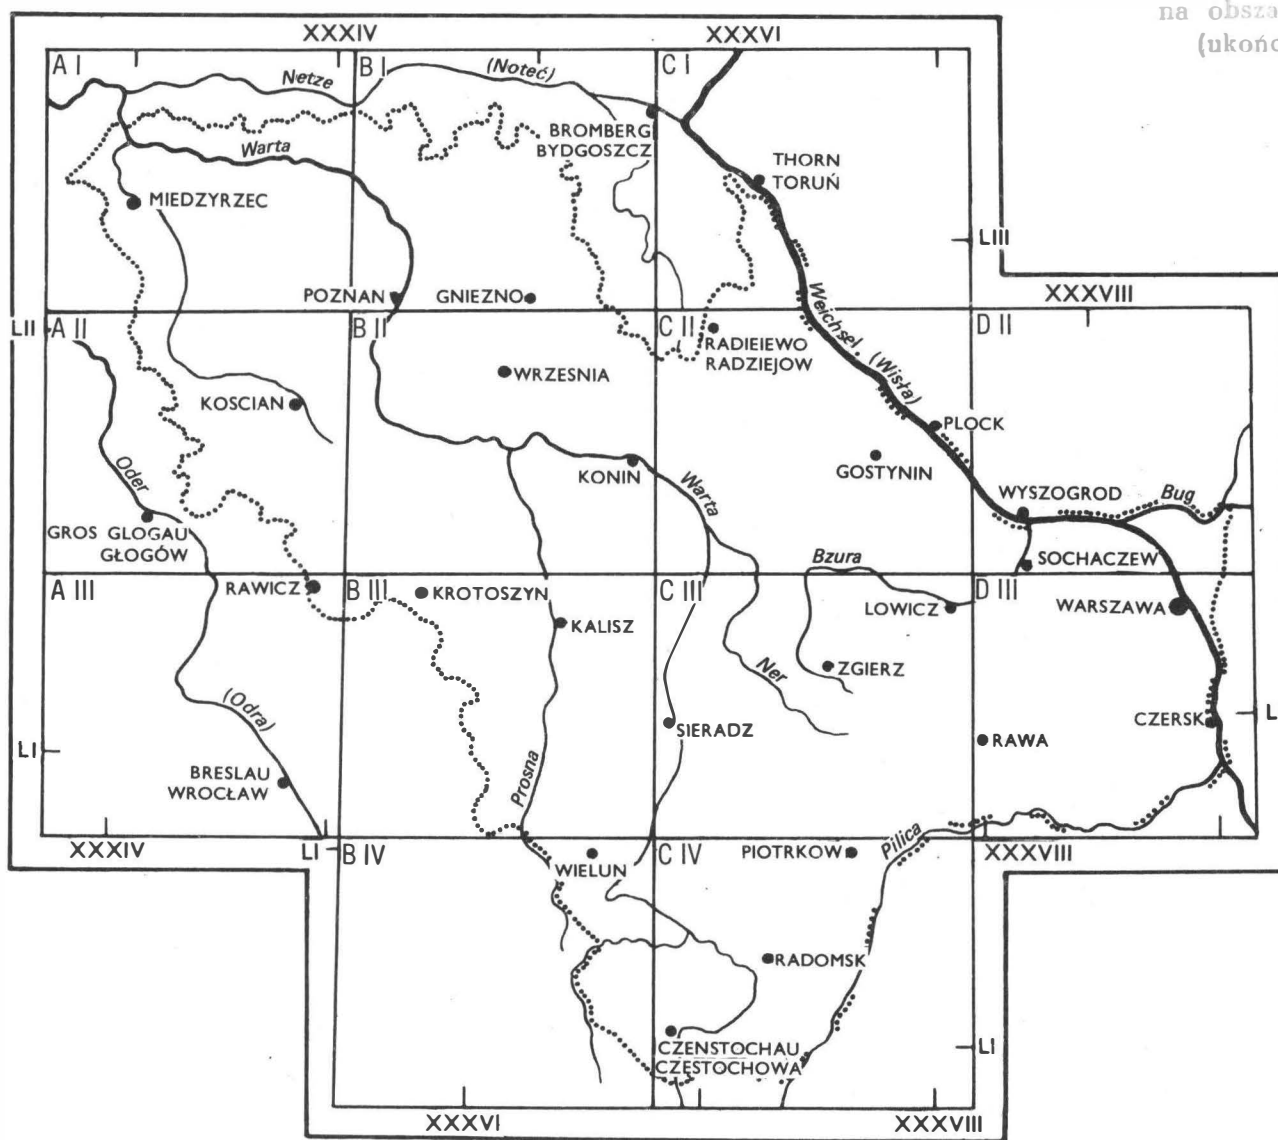 na obsza
(ukońc
XXXIV
XXXVI
A I
B I
C I
Netze
(Noteć)
BROMBERG
BYDGOSZCZ
Warta
THORN
TORUŃ
MIEDZYRZEC
LIII
XXXVIII
POZNAN
GNIEZNO
Weichsel (Wisła)
LII
A II
B II
C II
D II
RADIEIEWO
RADZIEJOW
WRZESNIA
KOSCIAN
PLOCK
GOSTYNIN
KONIN
Warta
Oder
WYSZOGROD
Bug
GROS GLOGAU
GŁOGÓW
SOCHACZEW
Bzura
A III
RAWICZ
B III
KROTOSZYN
C III
LOWICZ
D III
WARSZAWA
KALISZ
ZGIERZ
Ner
(Odra)
SIERADZ
CZERSK
L
RAWA
LI
Prosna
BRESLAU
WROCŁAW
Pilica
XXXIV
LI
B IV
WIELUN
C IV
PIOTRKOW
XXXVIII
RADOMSK
CZENSTOCHAU
CZĘSTOCHOWA
LI
XXXVI
XXXVIII